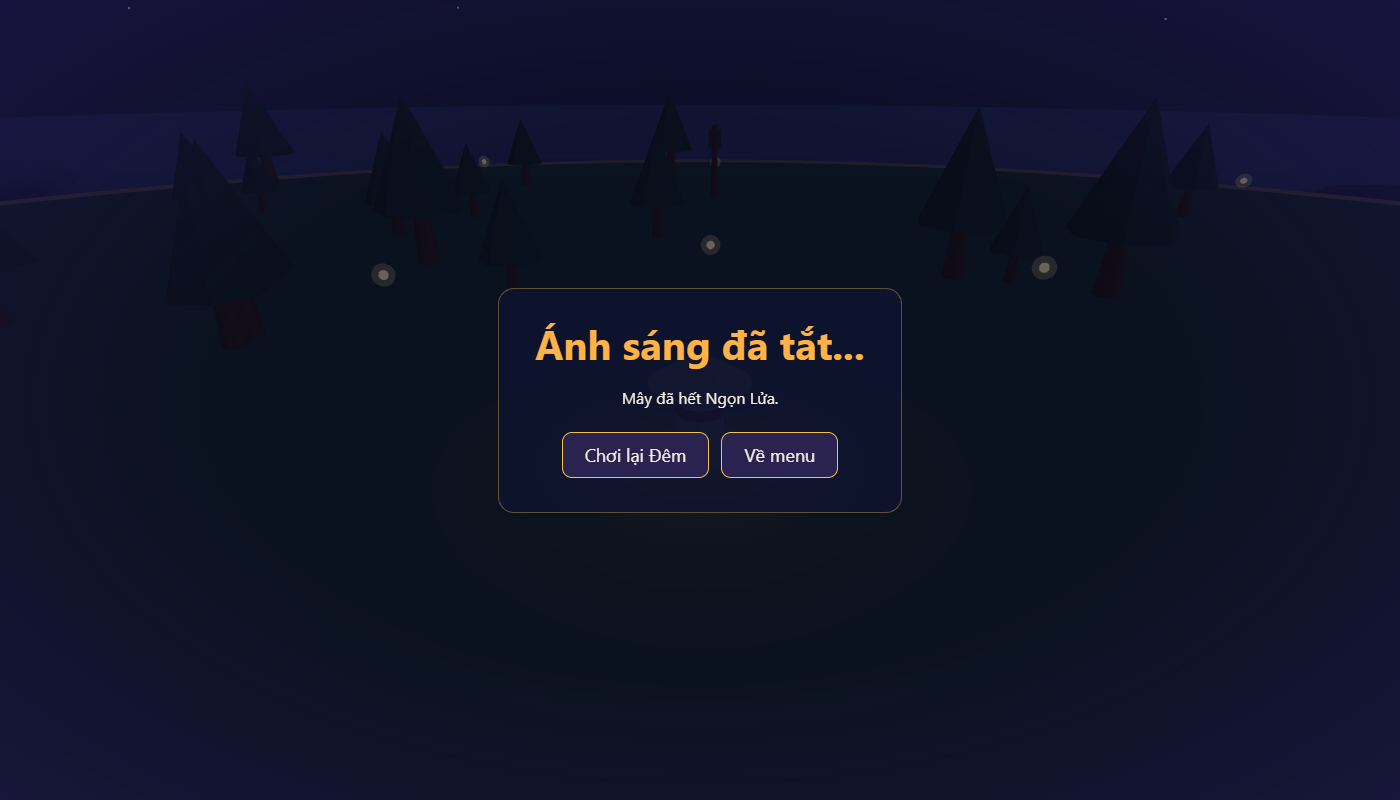 Ánh sáng đã tắt...
Mây đã hết Ngọn Lửa.
Chơi lại Đêm
Về menu